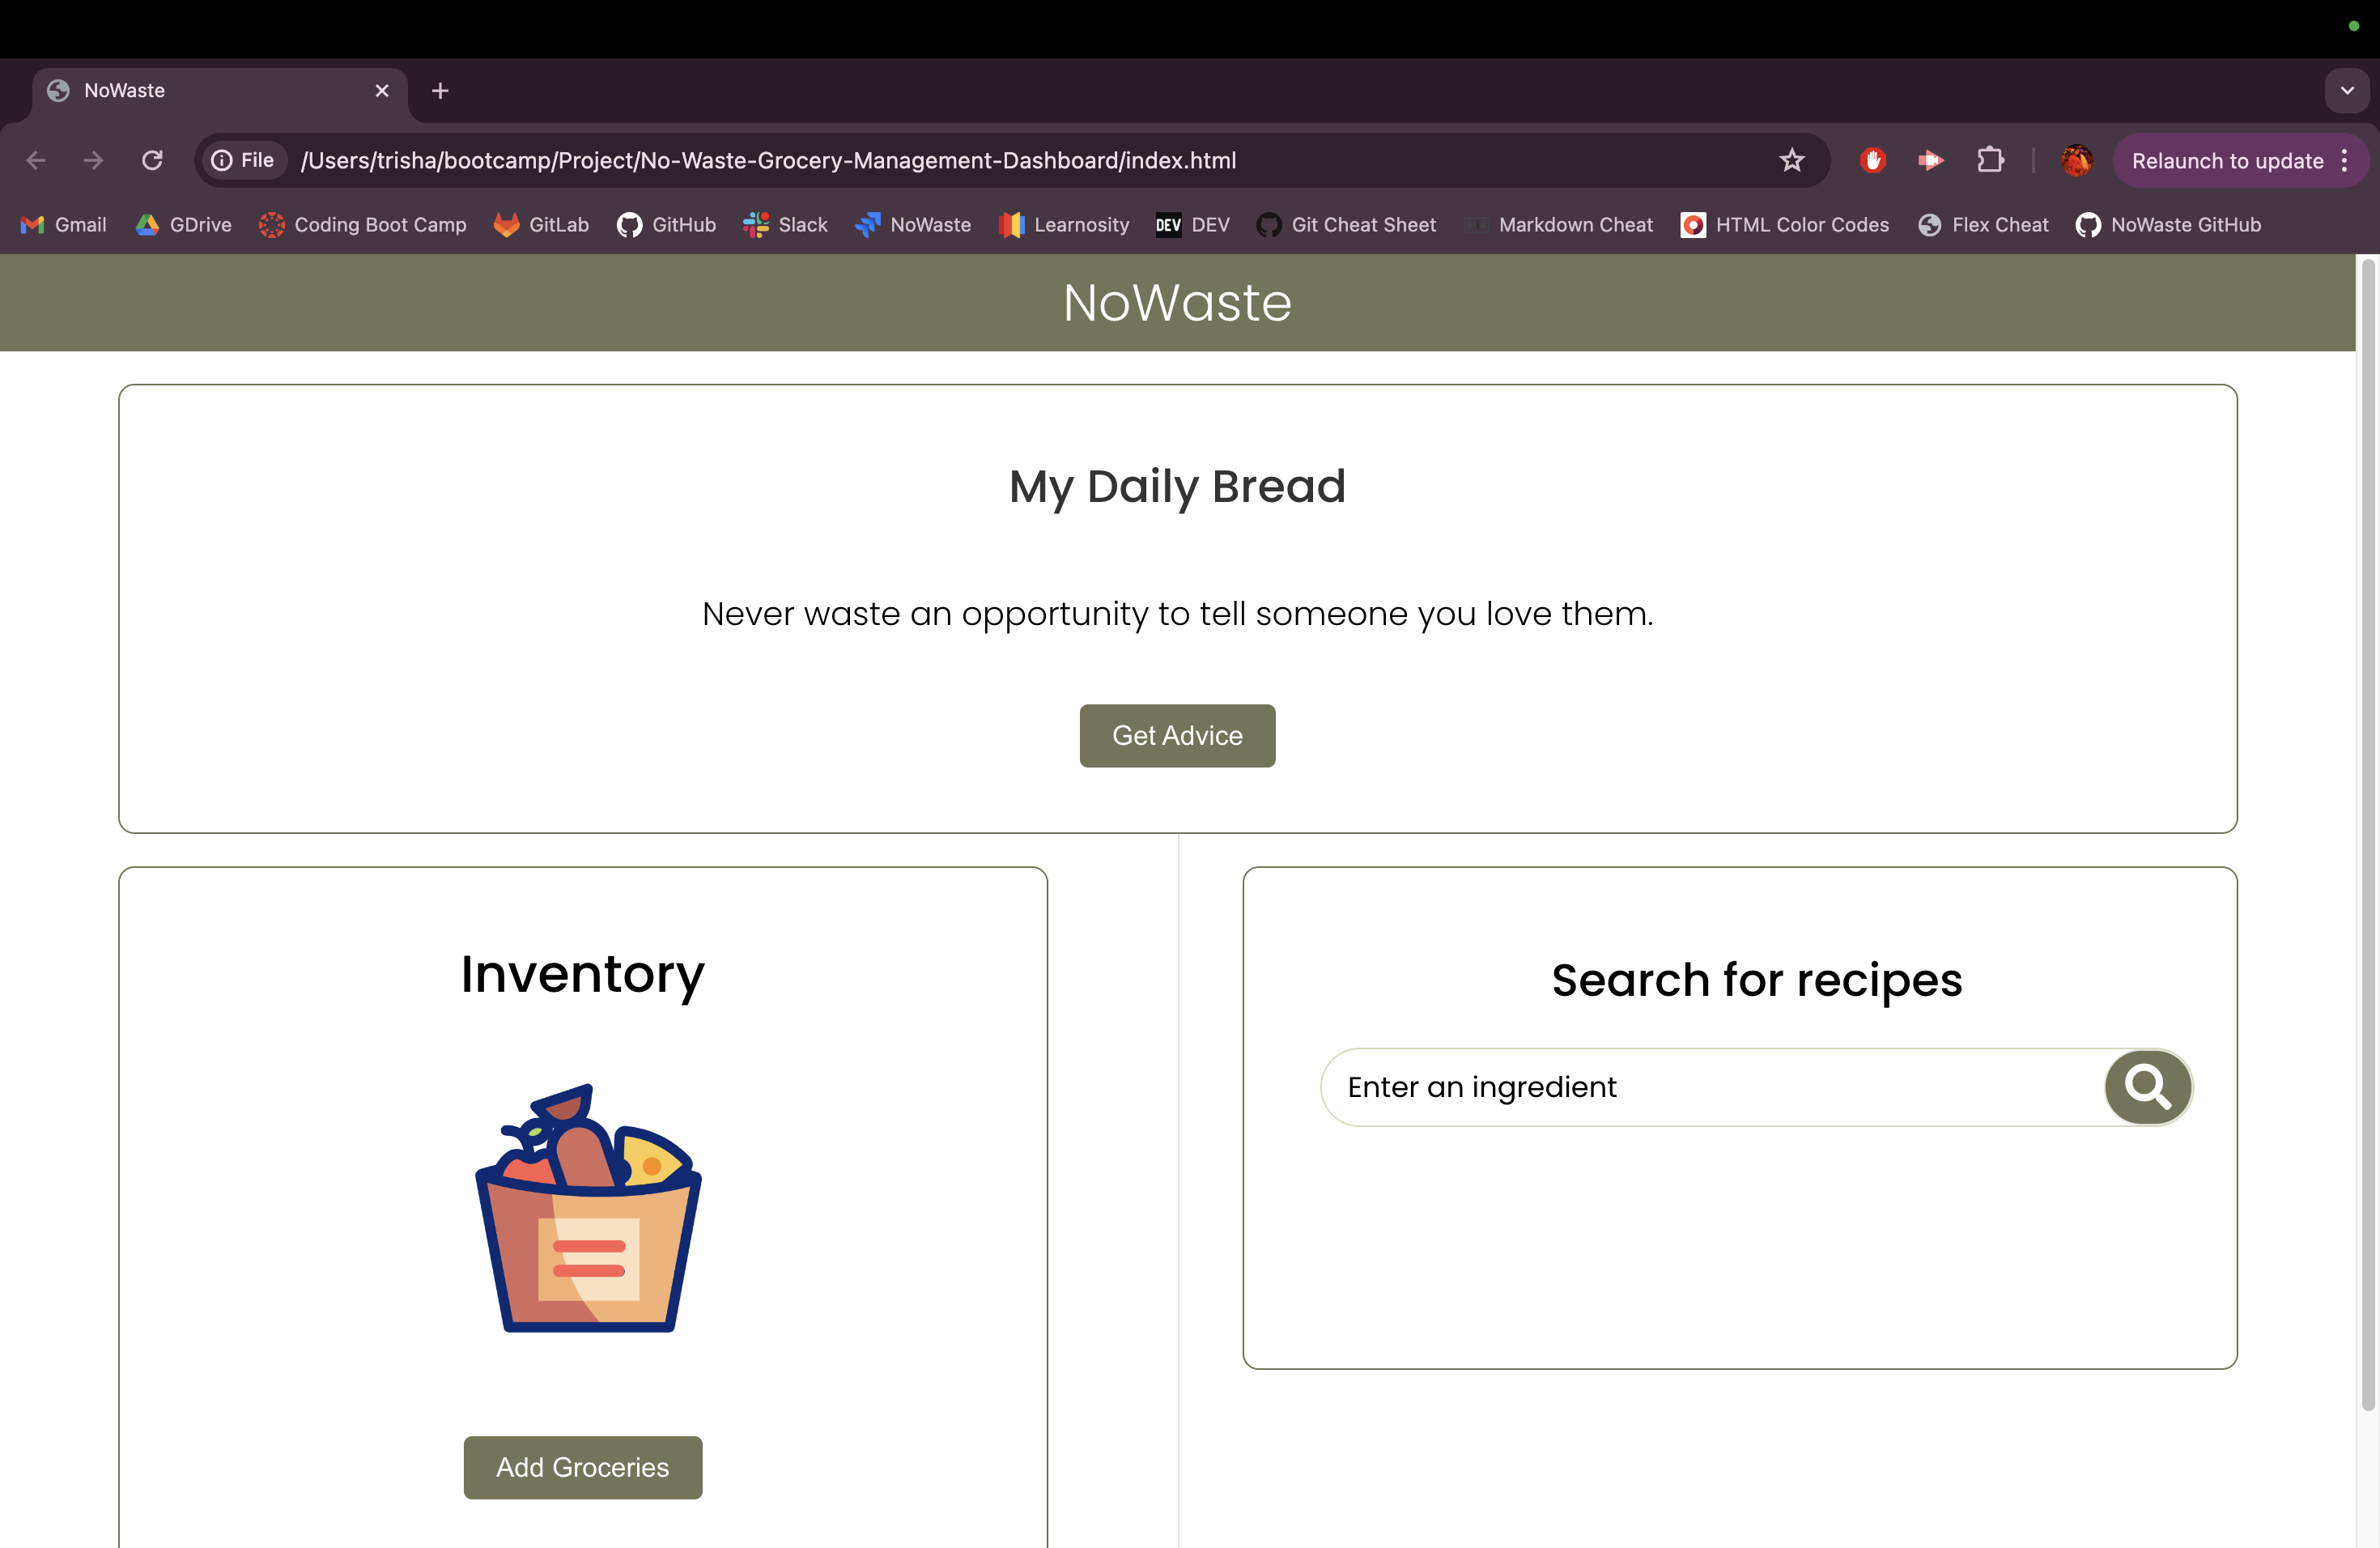 NoWaste
File /Users/trisha/bootcamp/Project/No-Waste-Grocery-Management-Dashboard/index.html Relaunch to update
Gmail GDrive Coding Boot Camp GitLab GitHub Slack NoWaste Learnosity DEV DEV Git Cheat Sheet Markdown Cheat HTML Color Codes Flex Cheat NoWaste GitHub
NoWaste
My Daily Bread
Never waste an opportunity to tell someone you love them.
Get Advice
Inventory
Add Groceries
Search for recipes
Enter an ingredient